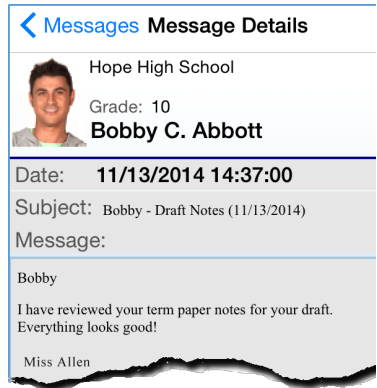 Messages Message Details
Hope High School
Grade: 10
Bobby C. Abbott
Date: 11/13/2014 14:37:00
Subject: Bobby - Draft Notes (11/13/2014)
Message:
Bobby
I have reviewed your term paper notes for your draft.
Everything looks good!
Miss Allen